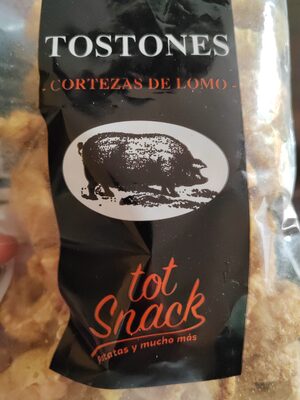 TOSTONES
- CORTEZAS DE LOMO -
tot
Snack
patatas y mucho más